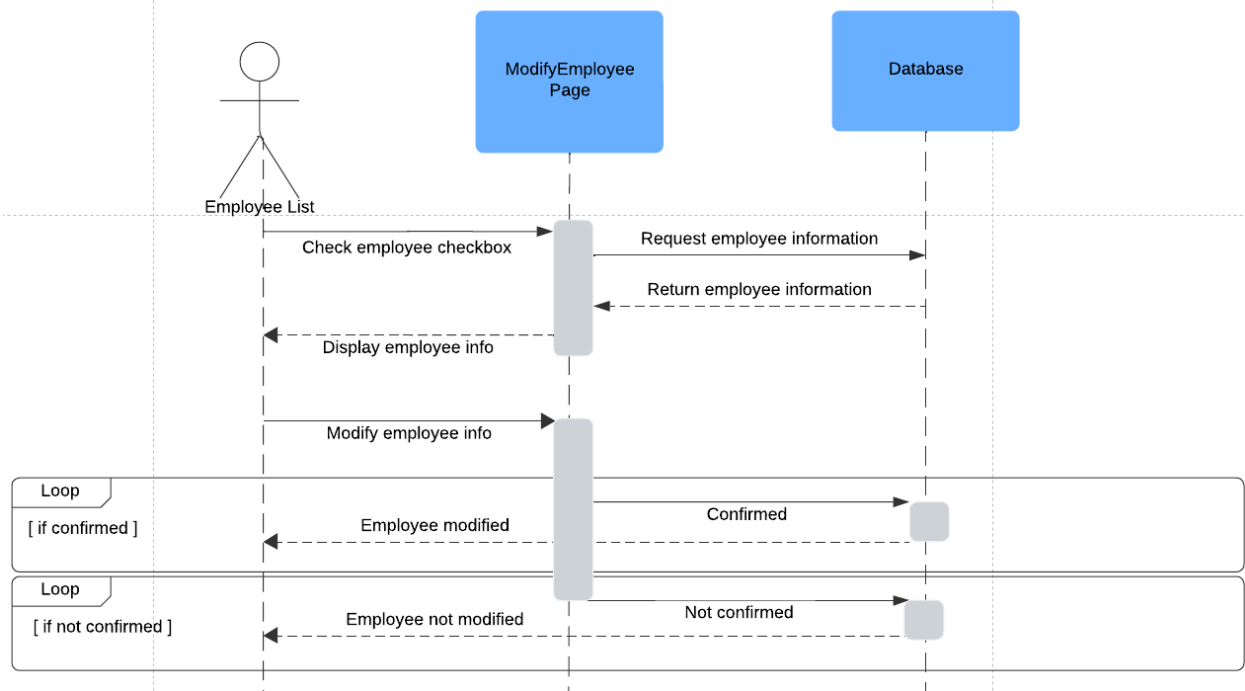 ModifyEmployee
Page
Database
Employee List
Check employee checkbox
Request employee information
Return employee information
Display employee info
Modify employee info
Loop
[ if confirmed ]
Confirmed
Employee modified
Loop
[ if not confirmed ]
Not confirmed
Employee not modified